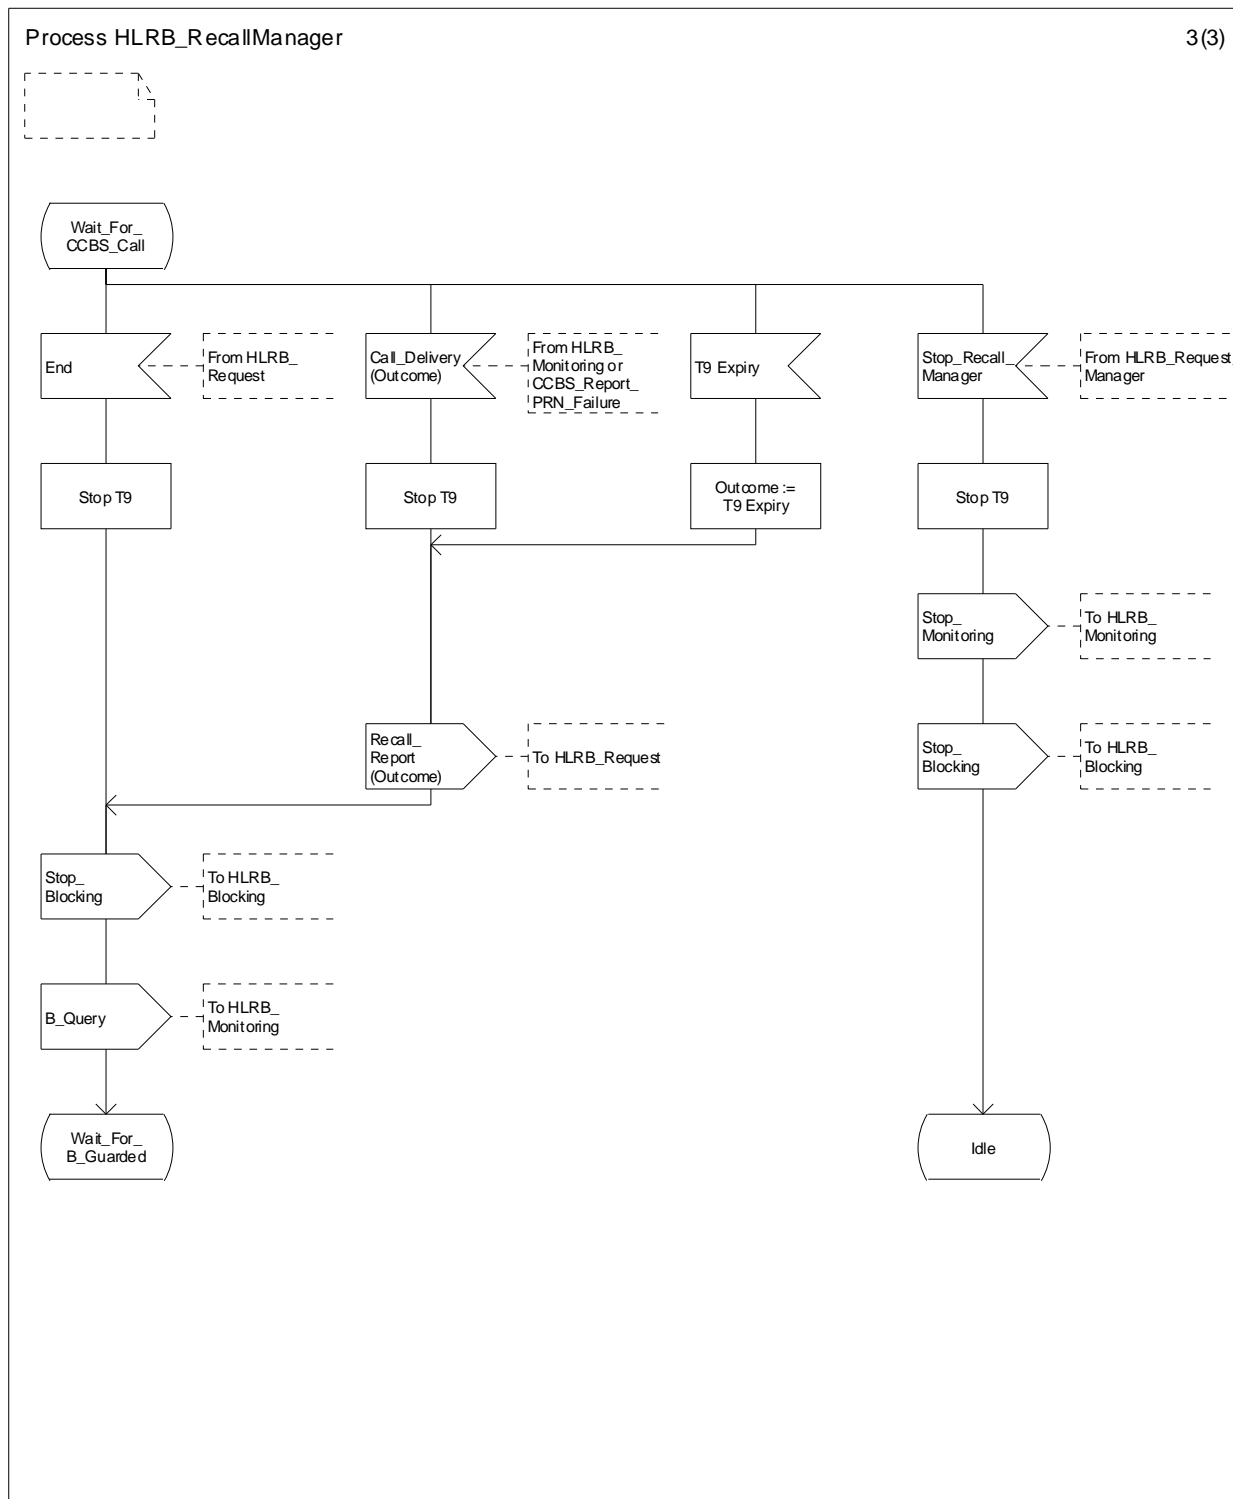 Process HLRB_RecallManager
3(3)
Wait_For_
CCBS_Call
End
From HLRB_
Request
Call_Delivery
(Outcome)
From HLRB_
Monitoring or
CCBS_Report_
PRN_Failure
T9 Expiry
Stop_Recall_
Manager
From HLRB_Request_
Manager
Stop T9
Stop T9
Outcome :=
T9 Expiry
Stop T9
Stop_
Monitoring
To HLRB_
Monitoring
Recall_
Report
(Outcome)
To HLRB_Request
Stop_
Blocking
To HLRB_
Blocking
Stop_
Blocking
To HLRB_
Blocking
B_Query
To HLRB_
Monitoring
Wait_For_
B_Guarded
Idle